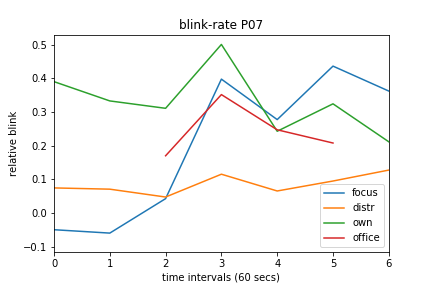 blink-rate P07
relative blink
0.5
0.4
0.3
0.2
0.1
0.0
−0.1
0 1 2 3 4 5 6
time intervals (60 secs)
focus
distr
own
office